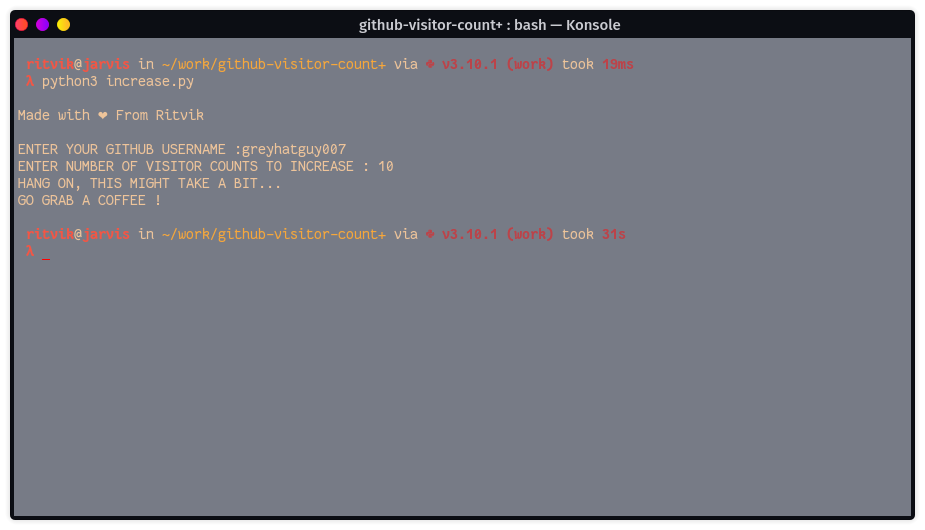 github-visitor-count+ : bash — Konsole
ritvik@jarvis in ~/work/github-visitor-count+ via v3.10.1 (work) took 19ms
λ python3 increase.py
Made with ❤ From Ritvik
ENTER YOUR GITHUB USERNAME :greyhatguy007
ENTER NUMBER OF VISITOR COUNTS TO INCREASE : 10
HANG ON, THIS MIGHT TAKE A BIT...
GO GRAB A COFFEE !
ritvik@jarvis in ~/work/github-visitor-count+ via v3.10.1 (work) took 31s
λ _